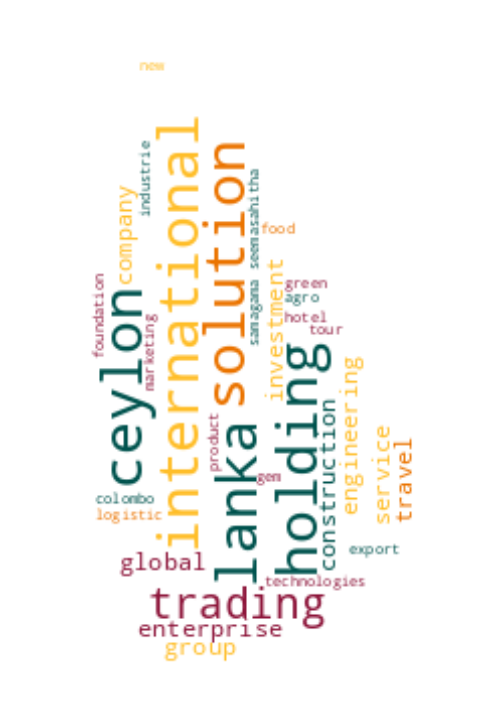 new
international
industrie
solution
seemasahitha
company
food
investment
foundation
ceylon
samagama
green
agro
marketing
hotel
tour
holding
engineering
construction
product
lanka
service
travel
gem
colombo
logistic
export
global
technologies
trading
enterprise
group